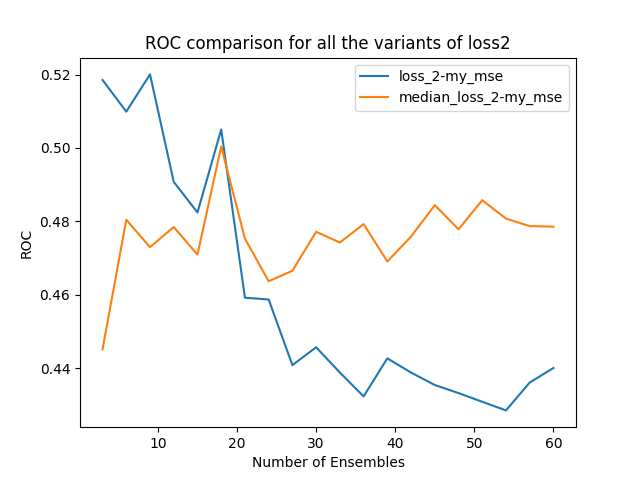 ROC comparison for all the variants of loss2
loss_2-my_mse
median_loss_2-my_mse
ROC
0.52
0.50
0.48
0.46
0.44
10 20 30 40 50 60
Number of Ensembles